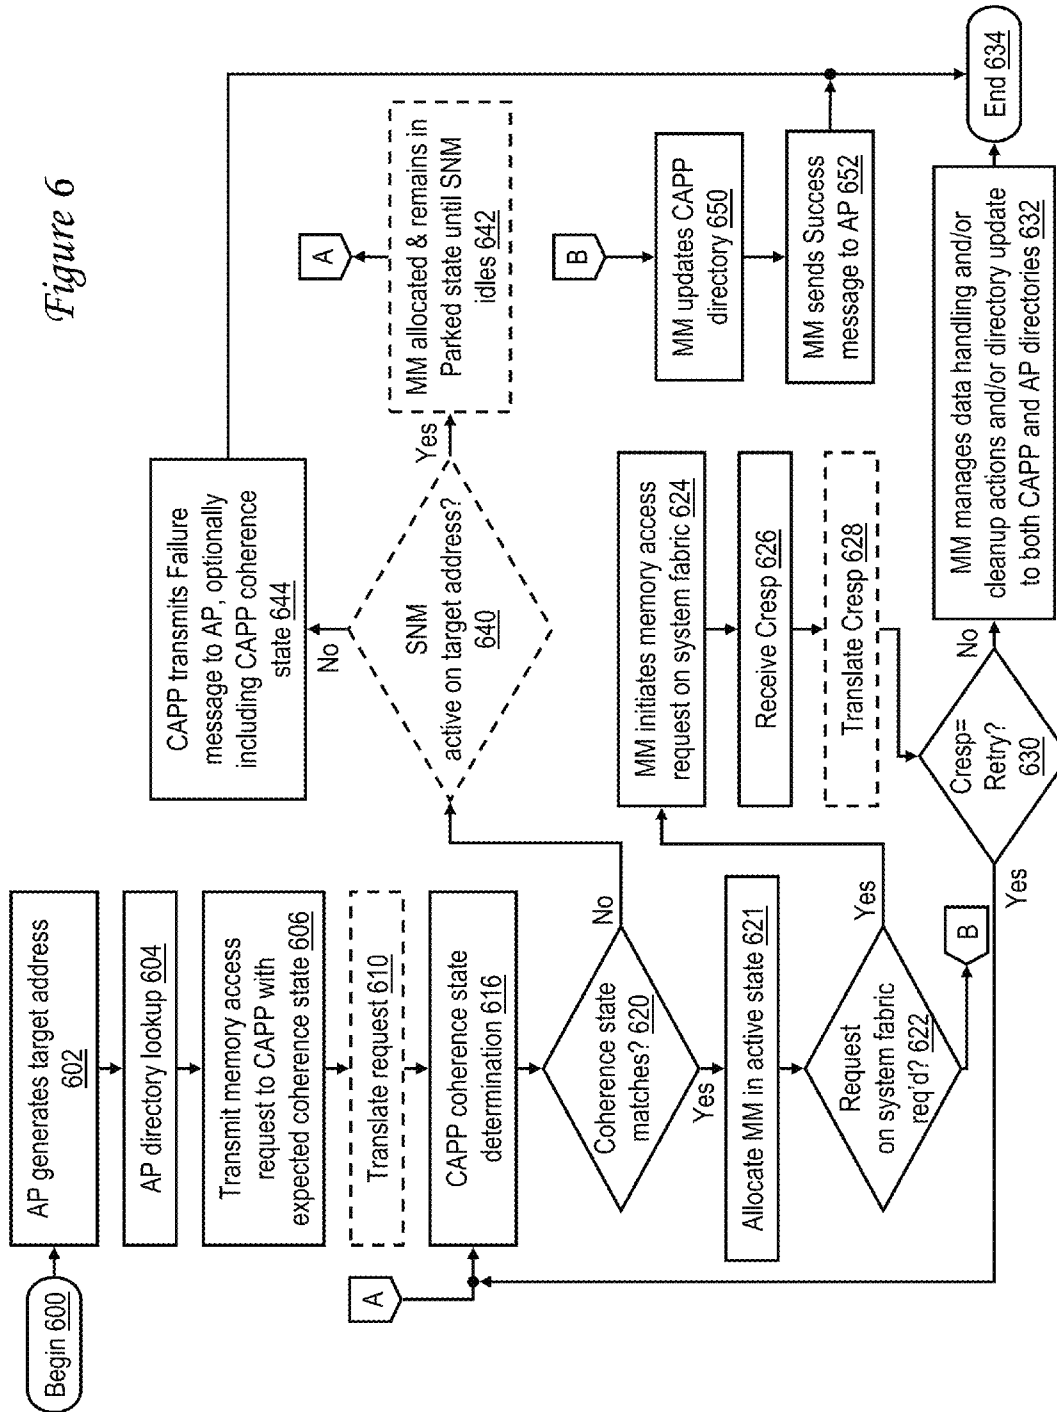 Figure 6
Begin 600
AP generates target address
602
AP directory lookup 604
Transmit memory access
request to CAPP with
expected coherence state 606
Translate request 610
A
CAPP coherence state
determination 616
Coherence state
matches? 620
No
Yes
Allocate MM in active state 621
Request
on system fabric
req'd? 622
Yes
B
CAPP transmits Failure
message to AP, optionally
including CAPP coherence
state 644
No
SNM
active on target address?
640
Yes
MM allocated & remains in
Parked state until SNM
idles 642
A
MM initiates memory access
request on system fabric 624
Receive Cresp 626
Translate Cresp 628
Cresp=
Retry?
630
Yes
No
B
MM updates CAPP
directory 650
MM sends Success
message to AP 652
MM manages data handling and/or
cleanup actions and/or directory update
to both CAPP and AP directories 632
End 634